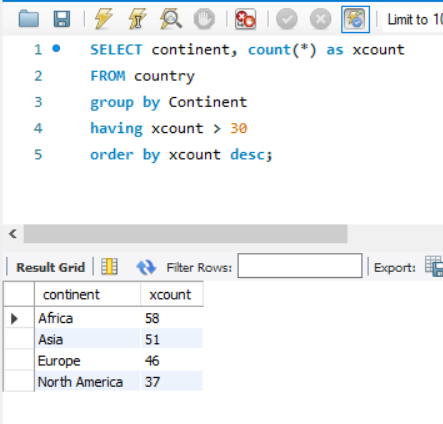 Limit to 10
1 SELECT continent, count(*) as xcount
2 FROM country
3 group by Continent
4 having xcount > 30
5 order by xcount desc;
Result Grid Filter Rows: Export:
continent xcount
Africa 58
Asia 51
Europe 46
North America 37